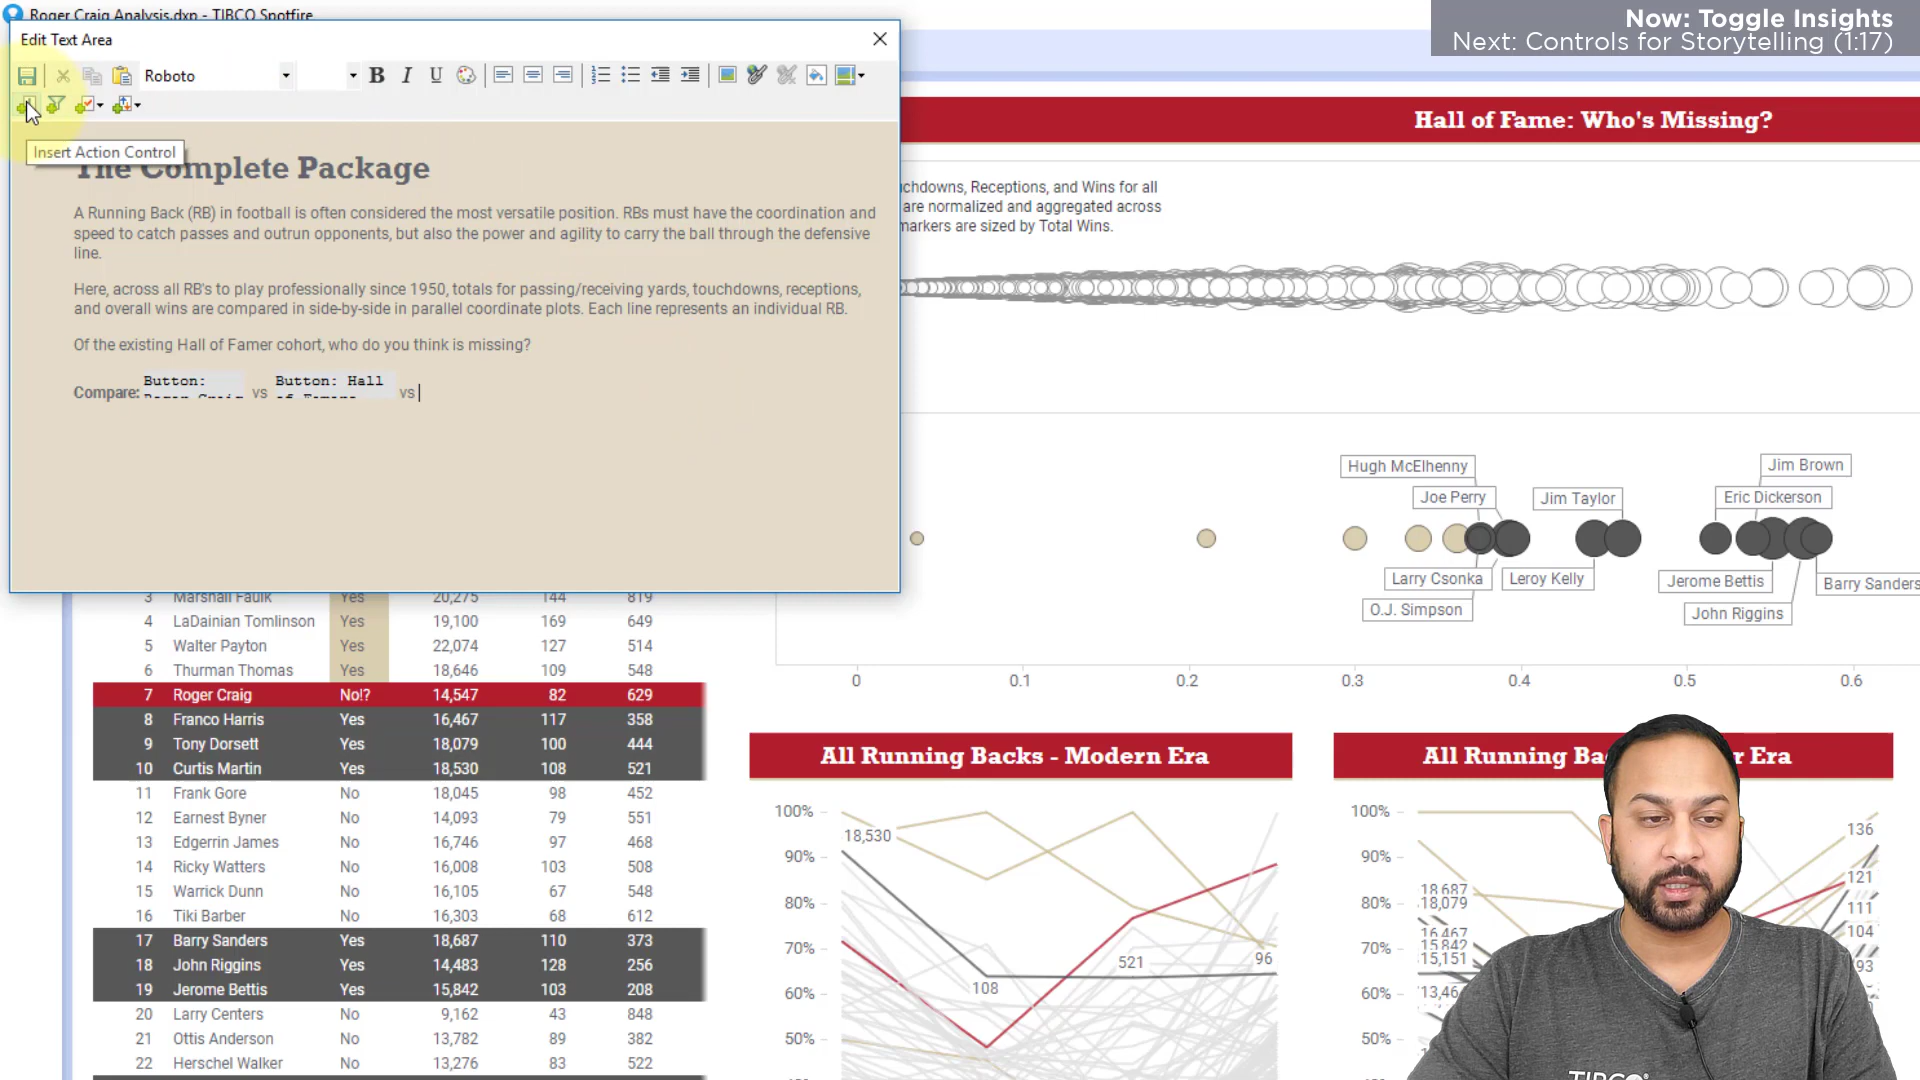 Roger Craig Analysis.dxp - TIBCO Spotfire
Now: Toggle Insights
Next: Controls for Storytelling (1:17)
Edit Text Area
Roboto
B I U
Insert Action Control
The Complete Package
A Running Back (RB) in football is often considered the most versatile position. RBs must have the coordination and
speed to catch passes and outrun opponents, but also the power and agility to carry the ball through the defensive
line.
Here, across all RB's to play professionally since 1950, totals for passing/receiving yards, touchdowns, receptions,
and overall wins are compared in side-by-side in parallel coordinate plots. Each line represents an individual RB.
Of the existing Hall of Famer cohort, who do you think is missing?
Compare: Button: vs Button: Hall vs
Hall of Fame: Who's Missing?
Touchdowns, Receptions, and Wins for all
are normalized and aggregated across
markers are sized by Total Wins.
Hugh McElhenny
Jim Brown
Joe Perry
Jim Taylor
Eric Dickerson
Larry Csonka
Leroy Kelly
Jerome Bettis
Barry Sanders
O.J. Simpson
John Riggins
0 0.1 0.2 0.3 0.4 0.5 0.6
3 Marshall Faulk Yes 20,275 144 819
4 LaDainian Tomlinson Yes 19,100 169 649
5 Walter Payton Yes 22,074 127 514
6 Thurman Thomas Yes 18,646 109 548
7 Roger Craig No!? 14,547 82 629
8 Franco Harris Yes 16,467 117 358
9 Tony Dorsett Yes 18,079 100 444
10 Curtis Martin Yes 18,530 108 521
11 Frank Gore No 18,045 98 452
12 Earnest Byner No 14,093 79 551
13 Edgerrin James No 16,746 97 468
14 Ricky Watters No 16,008 103 508
15 Warrick Dunn No 16,105 67 548
16 Tiki Barber No 16,303 68 612
17 Barry Sanders Yes 18,687 110 373
18 John Riggins Yes 14,483 128 256
19 Jerome Bettis Yes 15,842 103 208
20 Larry Centers No 9,162 43 848
21 Ottis Anderson No 13,782 89 382
22 Herschel Walker No 13,276 83 522
All Running Backs - Modern Era
100%
90%
80%
70%
60%
50%
18,530
108
521
96
All Running Ba r Era
100%
90%
80%
70%
60%
50%
18,687
18,079
16,467
15,842
15,151
13,46
136
121
111
104
93
TIBCO